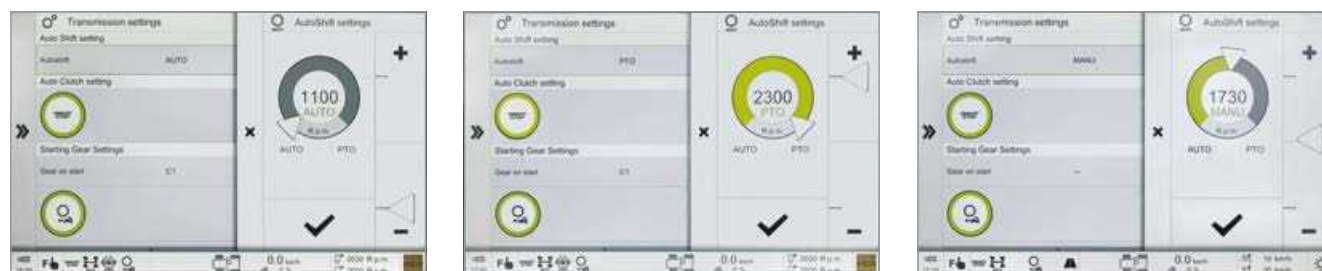 Transmission settings
AutoShift settings
Auto Shift setting
Autoshift AUTO
Auto Clutch setting
1100
AUTO
R.p.m.
AUTO PTO
Starting Gear Settings
Gear on start C1
0.0
Transmission settings
AutoShift settings
Auto Shift setting
Autoshift PTO
Auto Clutch setting
2300
PTO
R.p.m.
AUTO PTO
Starting Gear Settings
Gear on start C1
0.0
Transmission settings
AutoShift settings
Auto Shift setting
Autoshift MANU
Auto Clutch setting
1730
MANU
R.p.m.
AUTO PTO
Starting Gear Settings
Gear on start --
0.0